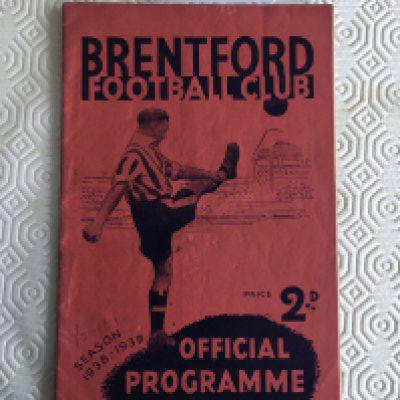 BRENTFORD
FOOTBALL CLUB
PRICE 2D
SEASON
1938-1939
OFFICIAL
PROGRAMME